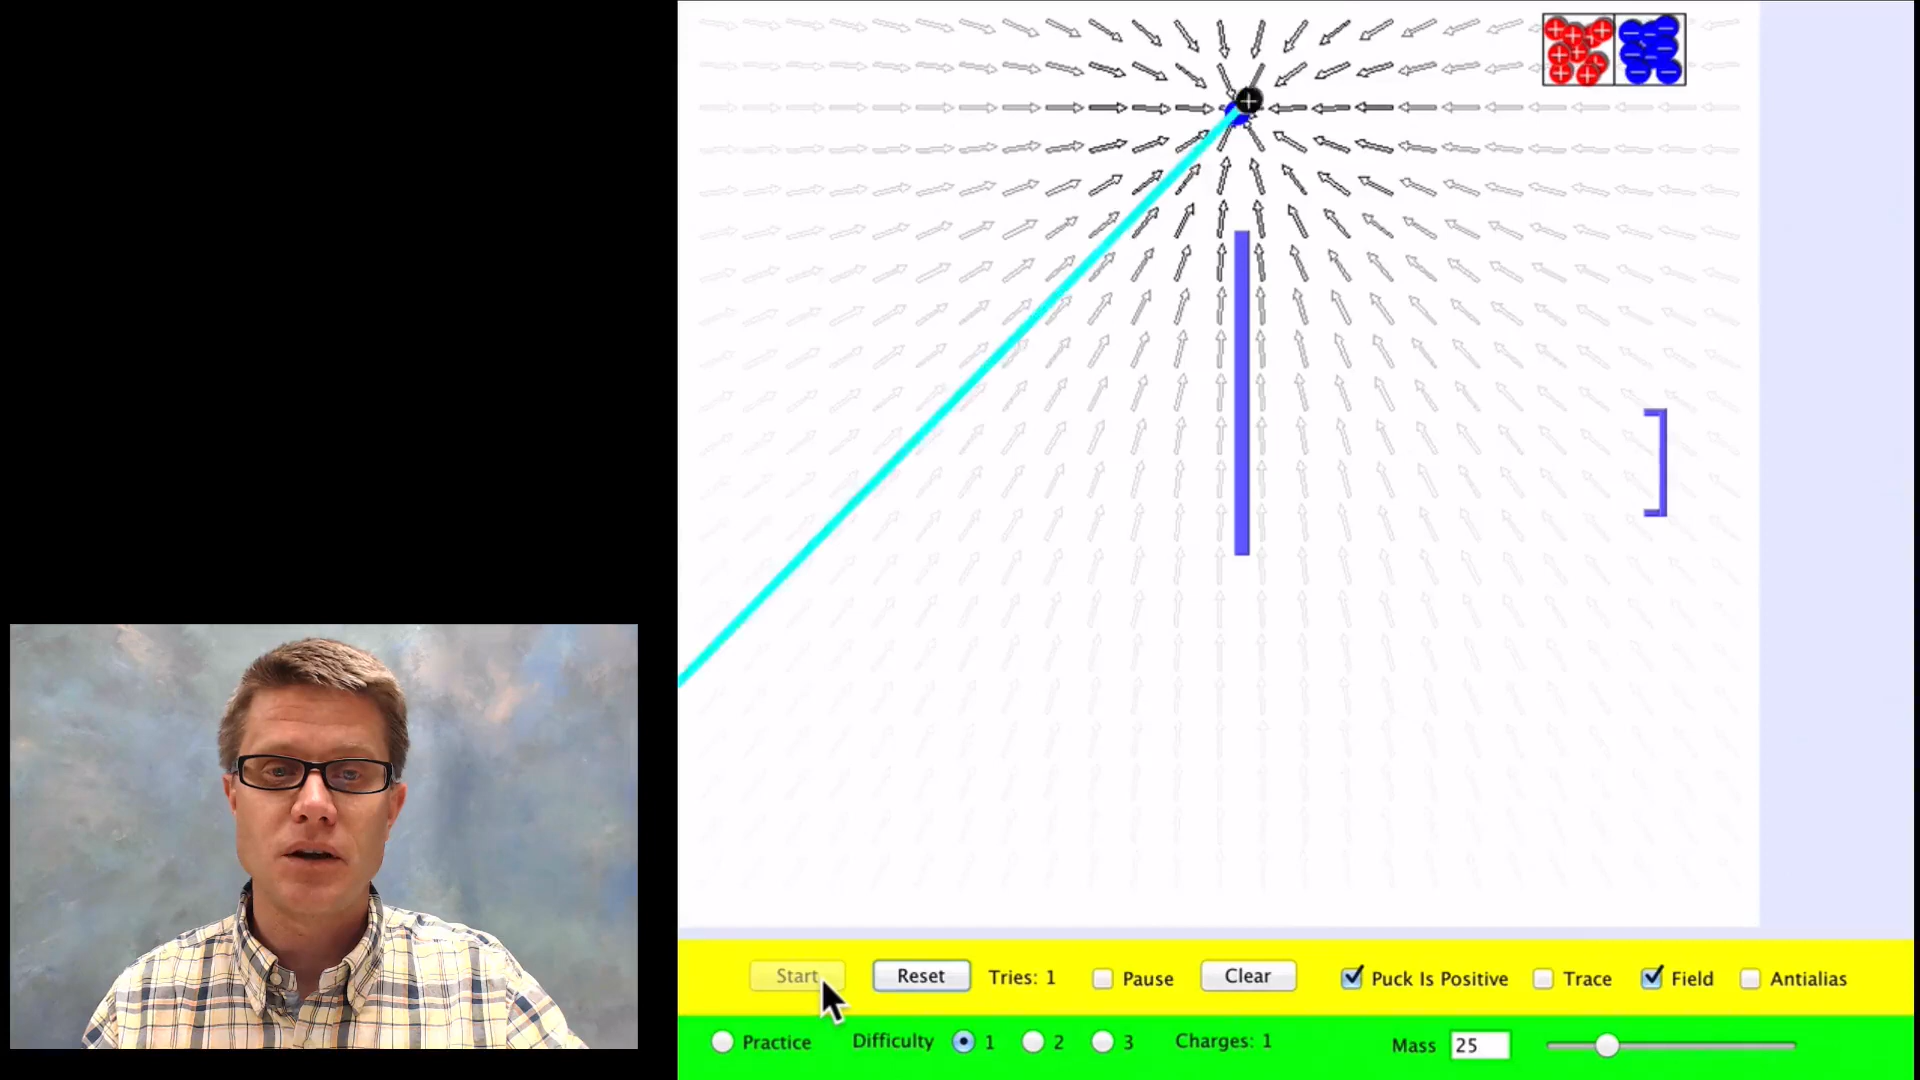 Start Reset Tries: 1 Pause Clear Puck Is Positive Trace Field Antialias
Practice Difficulty 1 2 3 Charges: 1 Mass 25